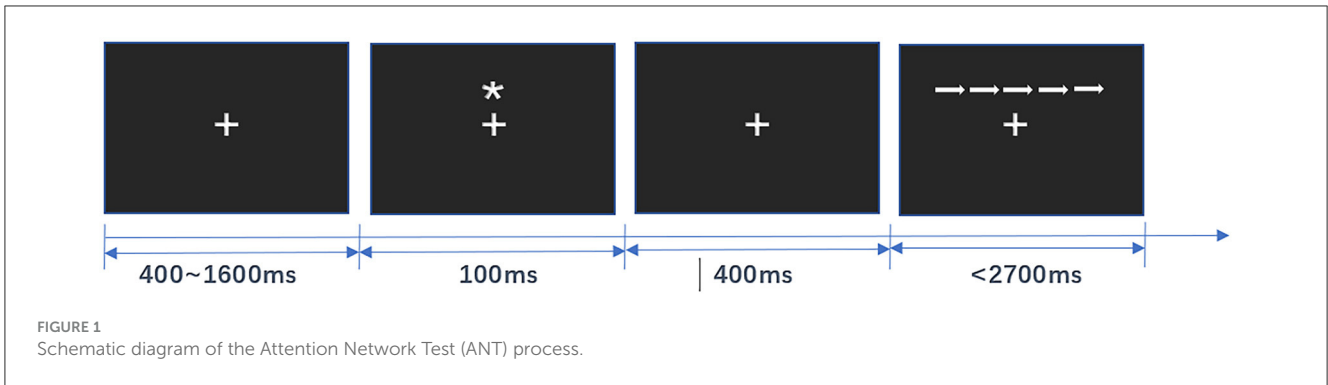 400~1600ms
100ms
400ms
<2700ms
FIGURE 1
Schematic diagram of the Attention Network Test (ANT) process.